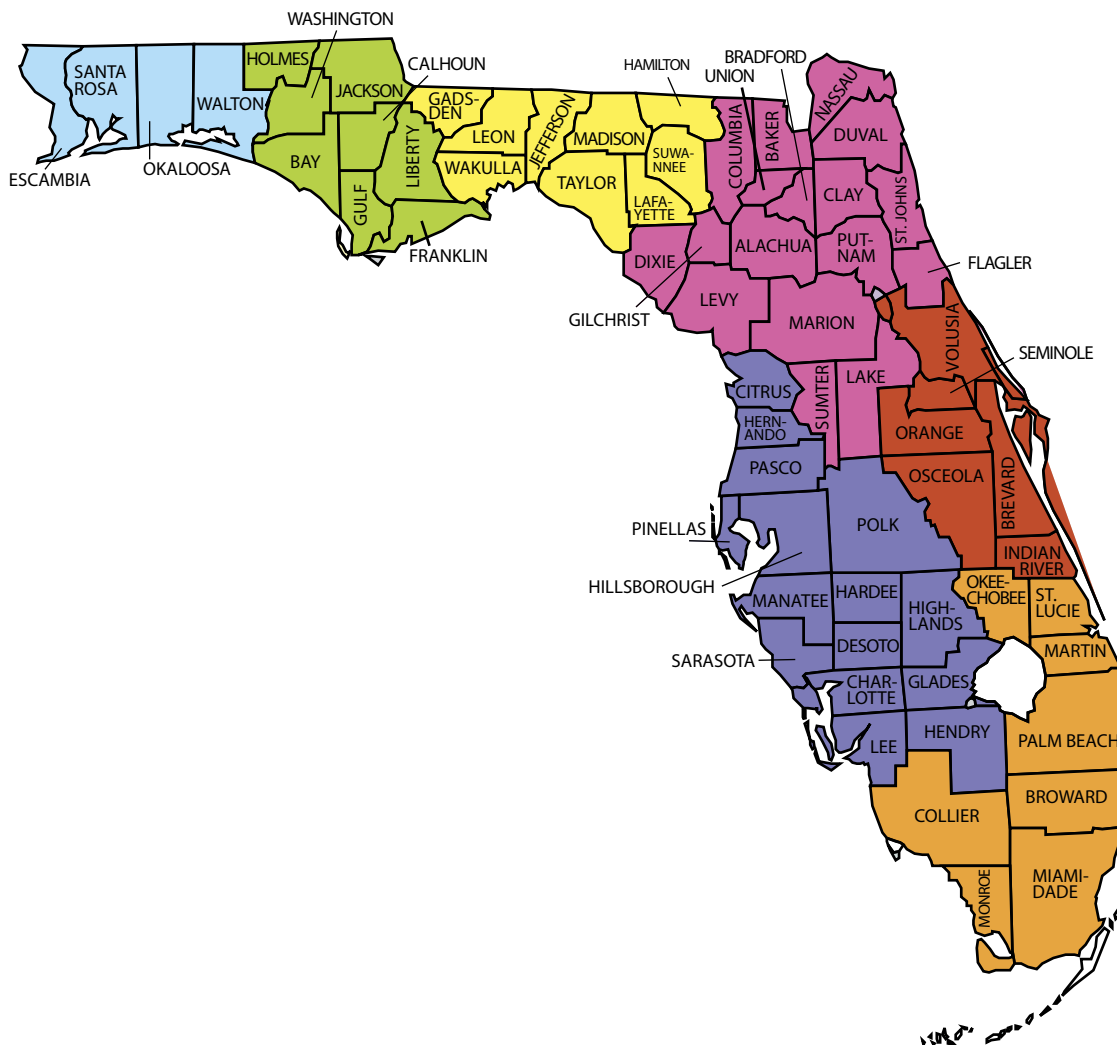 WASHINGTON
HOLMES
CALHOUN
BRADFORD
HAMILTON
UNION
NASSAU
SANTA
ROSA
WALTON
JACKSON
GADS-
DEN
LEON
JEFFERSON
MADISON
COLUMBIA
BAKER
DUVAL
ESCAMBIA
OKALOOSA
BAY
LIBERTY
WAKULLA
TAYLOR
SUWA-
NNEE
LAFA-
YETTE
CLAY
ST. JOHNS
GULF
FRANKLIN
DIXIE
ALACHUA
PUT-
NAM
FLAGLER
GILCHRIST
LEVY
MARION
VOLUSIA
SEMINOLE
CITRUS
SUMTER
LAKE
HER-
NANDO
ORANGE
PASCO
OSCEOLA
BREVARD
PINELLAS
POLK
INDIAN
RIVER
HILLSBOROUGH
MANATEE
HARDEE
HIGH-
LANDS
OKEE-
CHOBEE
ST.
LUCIE
SARASOTA
DESOTO
MARTIN
CHAR-
LOTTE
GLADES
LEE
HENDRY
PALM BEACH
COLLIER
BROWARD
MONROE
MIAMI-
DADE